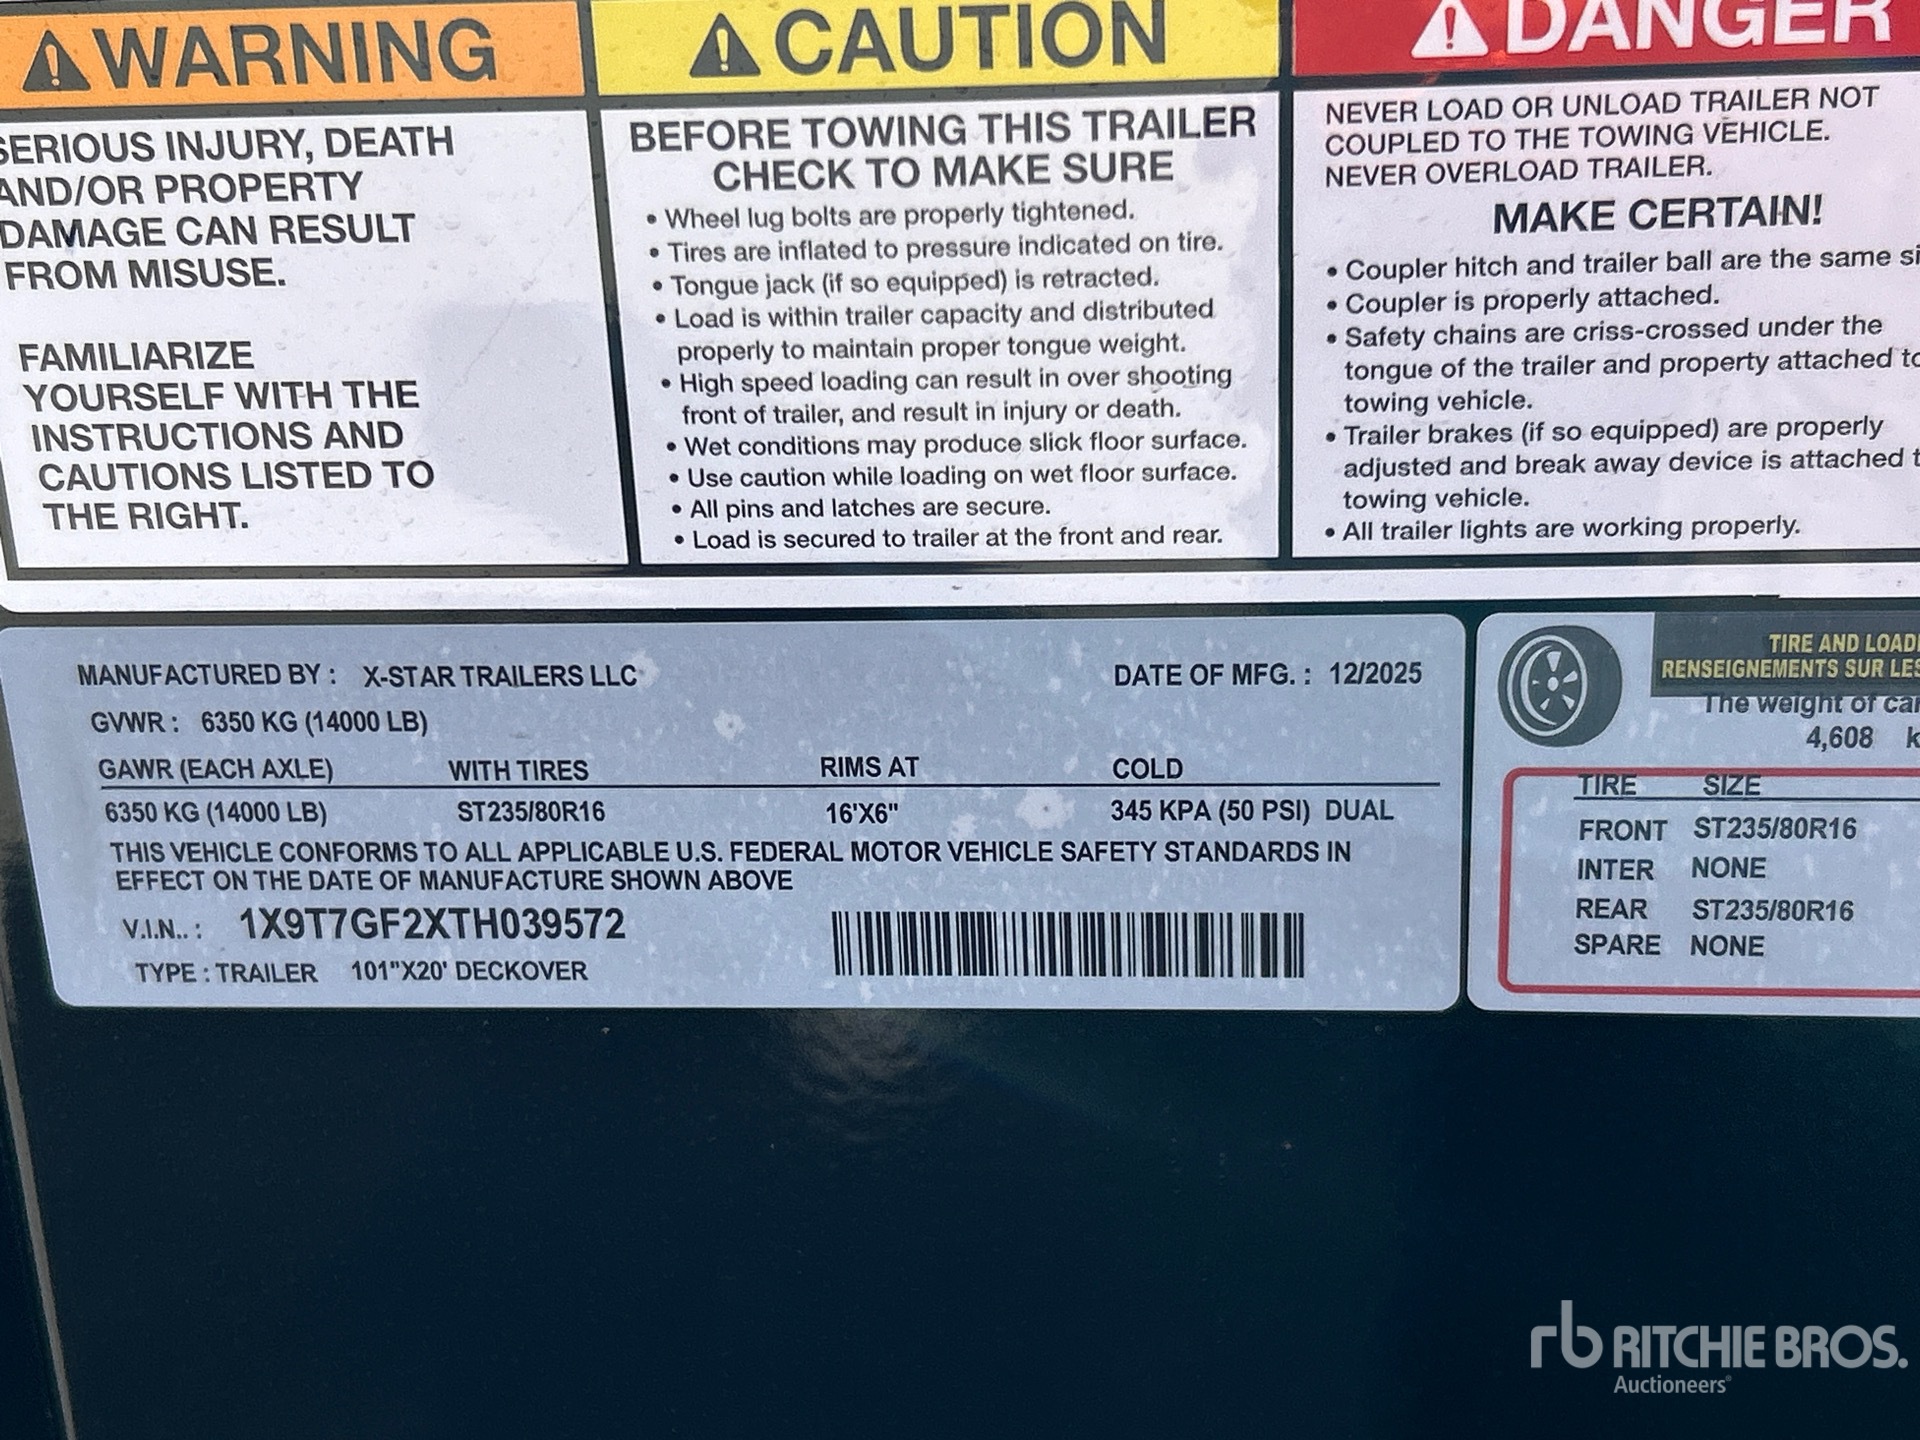 WARNING
SERIOUS INJURY, DEATH
AND/OR PROPERTY
DAMAGE CAN RESULT
FROM MISUSE.
FAMILIARIZE
YOURSELF WITH THE
INSTRUCTIONS AND
CAUTIONS LISTED TO
THE RIGHT.
CAUTION
BEFORE TOWING THIS TRAILER
CHECK TO MAKE SURE
• Wheel lug bolts are properly tightened.
• Tires are inflated to pressure indicated on tire.
• Tongue jack (if so equipped) is retracted.
• Load is within trailer capacity and distributed
properly to maintain proper tongue weight.
• High speed loading can result in over shooting
front of trailer, and result in injury or death.
• Wet conditions may produce slick floor surface.
• Use caution while loading on wet floor surface.
• All pins and latches are secure.
• Load is secured to trailer at the front and rear.
DANGER
NEVER LOAD OR UNLOAD TRAILER NOT
COUPLED TO THE TOWING VEHICLE.
NEVER OVERLOAD TRAILER.
MAKE CERTAIN!
• Coupler hitch and trailer ball are the same
• Coupler is properly attached.
• Safety chains are criss-crossed under the
tongue of the trailer and property attached to
towing vehicle.
• Trailer brakes (if so equipped) are properly
adjusted and break away device is attached
towing vehicle.
• All trailer lights are working properly.
MANUFACTURED BY : X-STAR TRAILERS LLC DATE OF MFG. : 12/2025
GVWR : 6350 KG (14000 LB)
GAWR (EACH AXLE) WITH TIRES RIMS AT COLD
6350 KG (14000 LB) ST235/80R16 16'X6" 345 KPA (50 PSI) DUAL
THIS VEHICLE CONFORMS TO ALL APPLICABLE U.S. FEDERAL MOTOR VEHICLE SAFETY STANDARDS IN
EFFECT ON THE DATE OF MANUFACTURE SHOWN ABOVE
V.I.N.. : 1X9T7GF2XTH039572
TYPE : TRAILER 101"X20' DECKOVER
TIRE AND
RENSEIGNEMENTS SUR LES
The weight of
4,608
TIRE SIZE
FRONT ST235/80R16
INTER NONE
REAR ST235/80R16
SPARE NONE
rb RITCHIE BROS.
Auctioneers